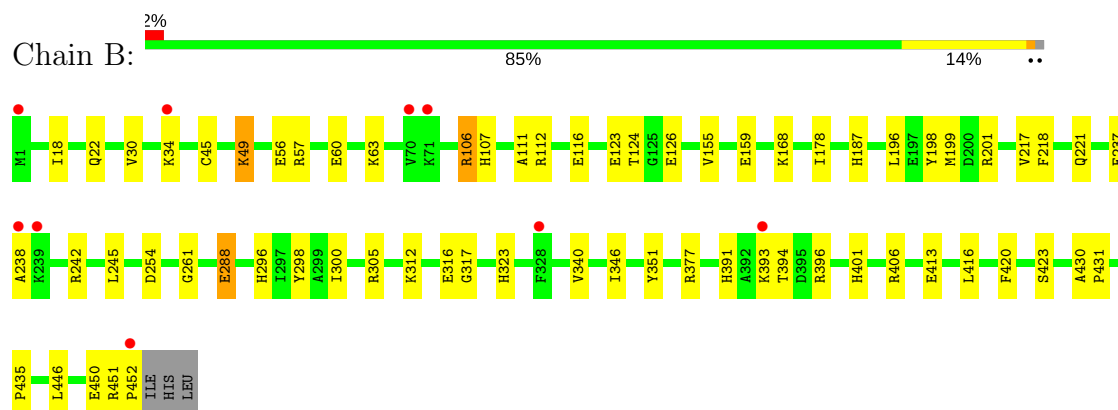 2%
Chain B:
85% 14% ••
M1 I18 Q22 V30 K34 C45 K49 E56 R57 E60 K63 V70 K71 R106 H107 A111 R112 E116 E123 T124 G125 E126 V155 E159 K168 I178 H187 L196 E197 Y198 M199 D200 R201 V217 F218 Q221
A238 K239 R242 L245 D254 G261 E288 H296 I297 Y298 A299 I300 R305 K312 E316 G317 H323 F328 V340 I346 Y351 R377 H391 A392 K393 T394 D395 R396 H401 R406 E413 L416 F420 S423 A430 P431
P435 L446 E450 R451 P452 ILE HIS LEU